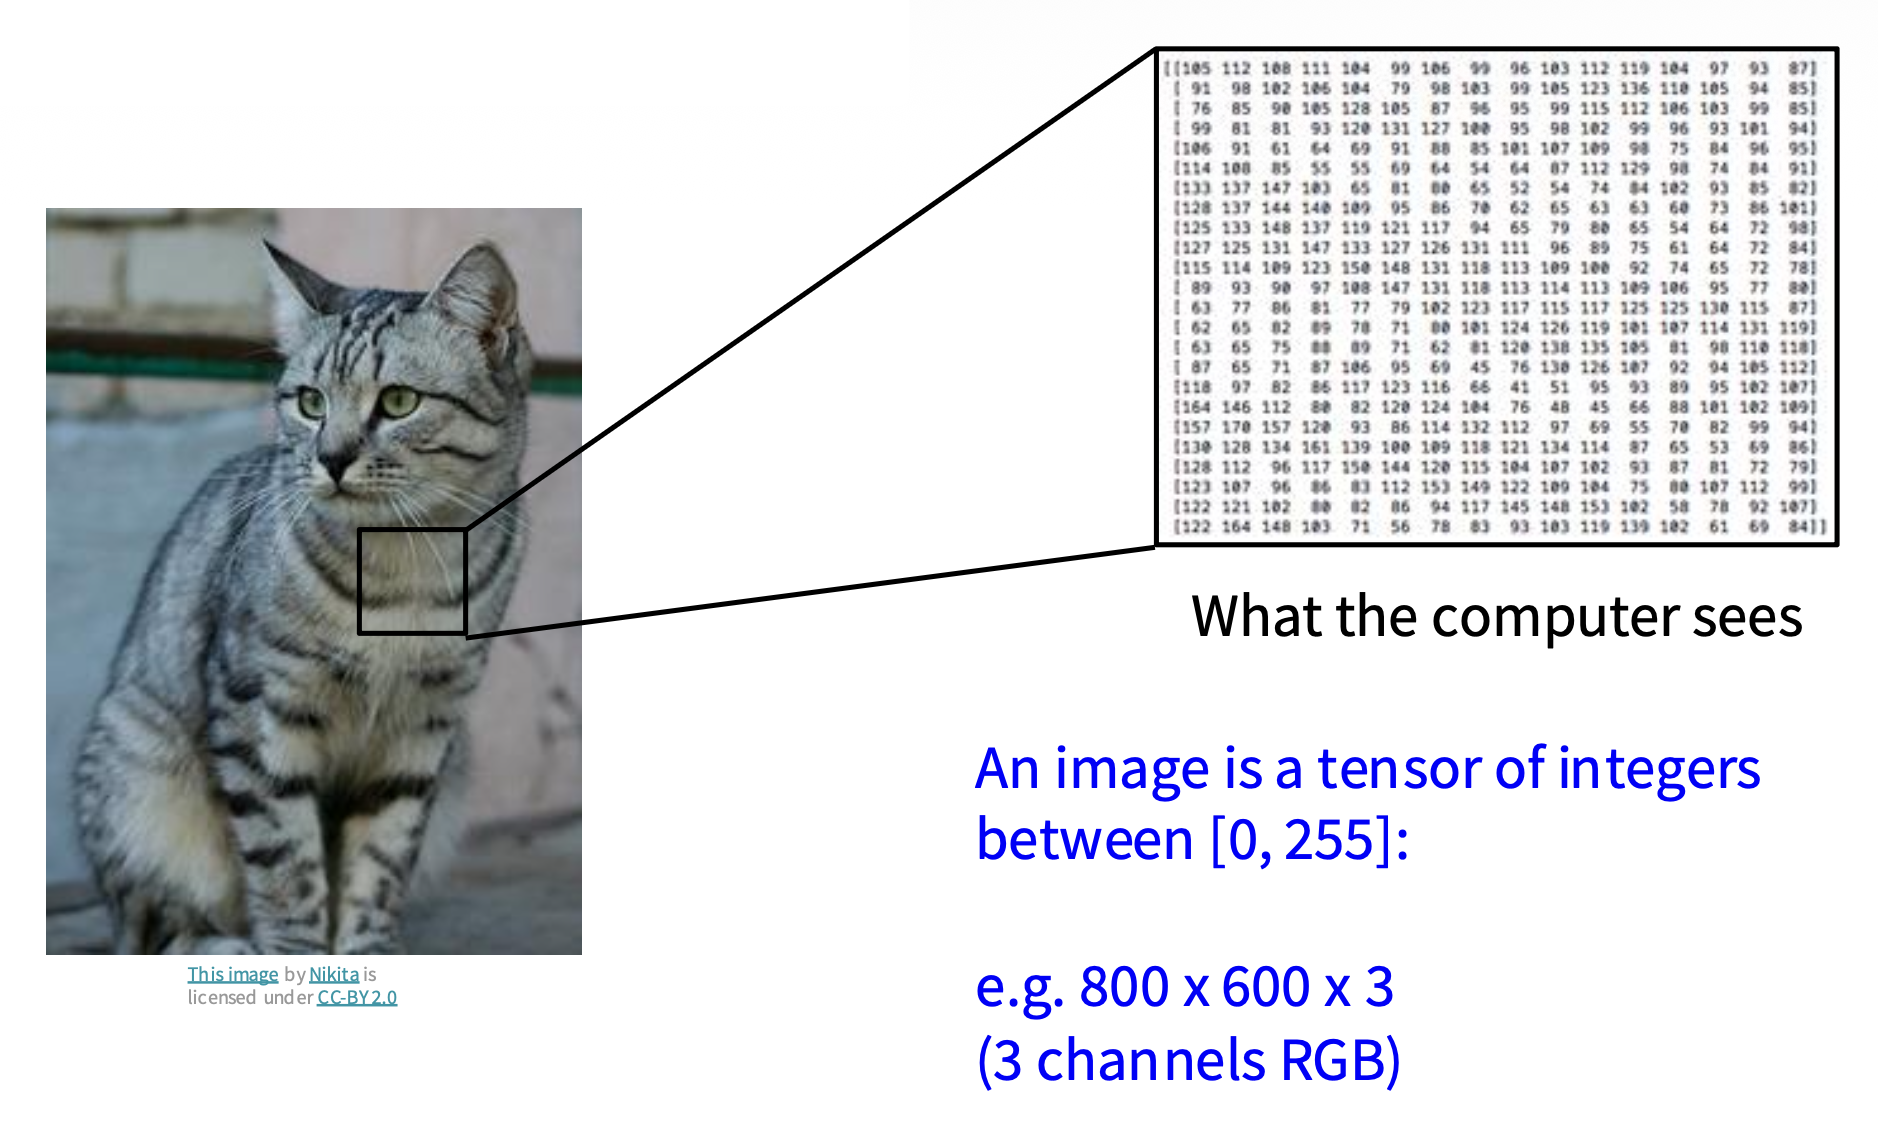 [[105 112 108 111 104 99 106 99 96 103 112 119 104 97 93 87]
[ 91 98 102 106 104 79 98 103 99 105 123 136 110 105 94 85]
[ 76 85 90 105 128 105 87 96 95 99 115 112 106 103 99 85]
[ 99 81 81 93 120 131 127 100 95 98 102 99 96 93 101 94]
[106 91 61 64 69 91 88 85 101 107 109 98 75 84 96 95]
[114 108 85 55 55 69 64 54 64 87 112 129 98 74 84 91]
[133 137 147 103 65 81 80 65 52 54 74 84 102 93 85 82]
[128 137 144 140 109 95 86 70 62 65 63 63 60 73 86 101]
[125 133 148 137 119 121 117 94 65 79 80 65 54 64 72 98]
[127 125 131 147 133 127 126 131 111 96 89 75 61 64 72 84]
[115 114 109 123 150 148 131 118 113 109 100 92 74 65 72 78]
[ 89 93 90 97 108 147 131 118 113 114 113 109 106 95 77 80]
[ 63 77 86 81 77 79 102 123 117 115 117 125 125 130 115 87]
[ 62 65 82 89 78 71 80 101 124 126 119 101 107 114 131 119]
[ 63 65 75 88 89 71 62 81 120 138 135 105 81 98 110 118]
[ 87 65 71 87 106 95 69 45 76 130 126 107 92 94 105 112]
[118 97 82 86 117 123 116 66 41 51 95 93 89 95 102 107]
[164 146 112 80 82 120 124 104 76 48 45 66 88 101 102 109]
[157 170 157 120 93 86 114 132 112 97 69 55 70 82 99 94]
[130 128 134 161 139 100 109 118 121 134 114 87 65 53 69 86]
[128 112 96 117 150 144 120 115 104 107 102 93 87 81 72 79]
[123 107 96 86 83 112 153 149 122 109 104 75 80 107 112 99]
[122 121 102 80 82 86 94 117 145 148 153 102 58 78 92 107]
[122 164 148 103 71 56 78 83 93 103 119 139 102 61 69 84]]
What the computer sees
An image is a tensor of integers
between [0, 255]:
e.g. 800 x 600 x 3
(3 channels RGB)
This image by Nikita is
licensed under CC-BY 2.0